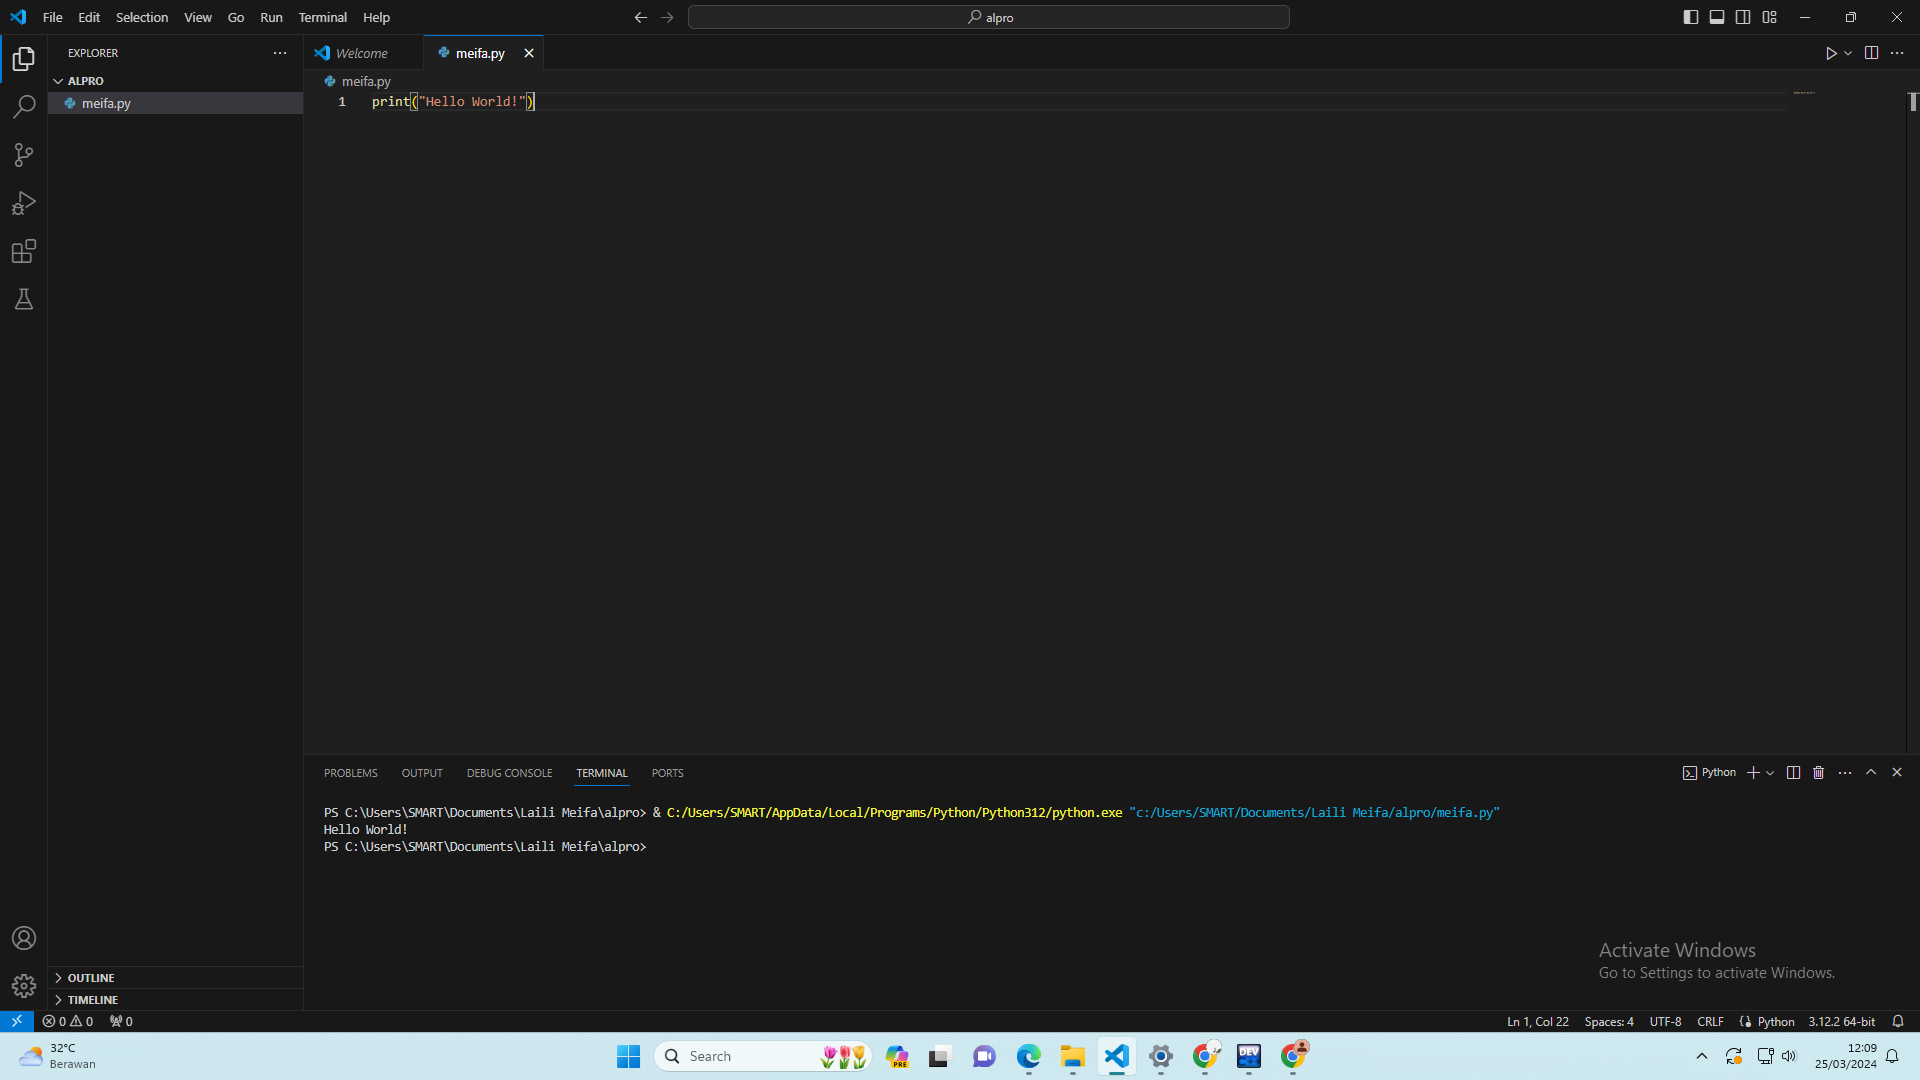 File Edit Selection View Go Run Terminal Help
alpro
EXPLORER
Welcome
meifa.py
ALPRO
meifa.py
meifa.py
1 print("Hello World!")
PROBLEMS OUTPUT DEBUG CONSOLE TERMINAL PORTS
Python
PS C:\Users\SMART\Documents\Laili Meifa\alpro> & C:/Users/SMART/AppData/Local/Programs/Python/Python312/python.exe "c:/Users/SMART/Documents/Laili Meifa/alpro/meifa.py"
Hello World!
PS C:\Users\SMART\Documents\Laili Meifa\alpro>
Activate Windows
Go to Settings to activate Windows.
OUTLINE
TIMELINE
0 0 0
Ln 1, Col 22 Spaces: 4 UTF-8 CRLF Python 3.12.2 64-bit
32°C
Berawan
Search
PRE
DEV
12:09
25/03/2024